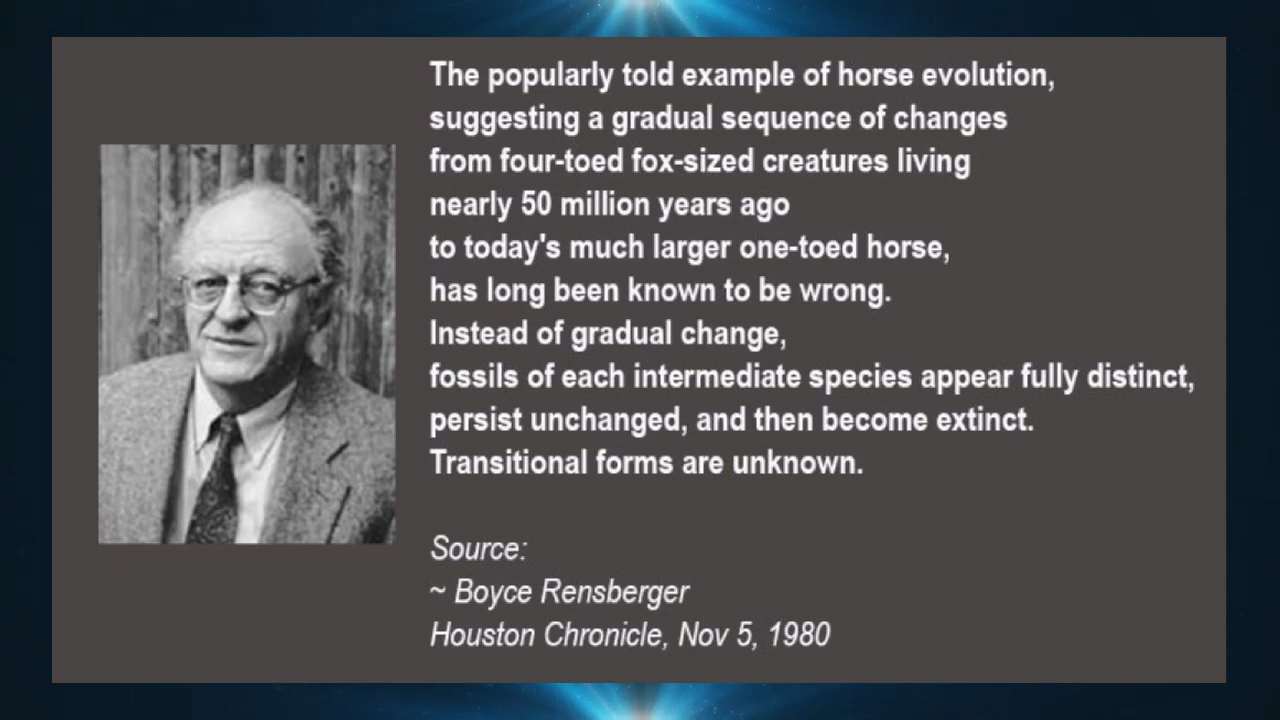 The popularly told example of horse evolution,
suggesting a gradual sequence of changes
from four-toed fox-sized creatures living
nearly 50 million years ago
to today's much larger one-toed horse,
has long been known to be wrong.
Instead of gradual change,
fossils of each intermediate species appear fully distinct,
persist unchanged, and then become extinct.
Transitional forms are unknown.
Source:
~ Boyce Rensberger
Houston Chronicle, Nov 5, 1980